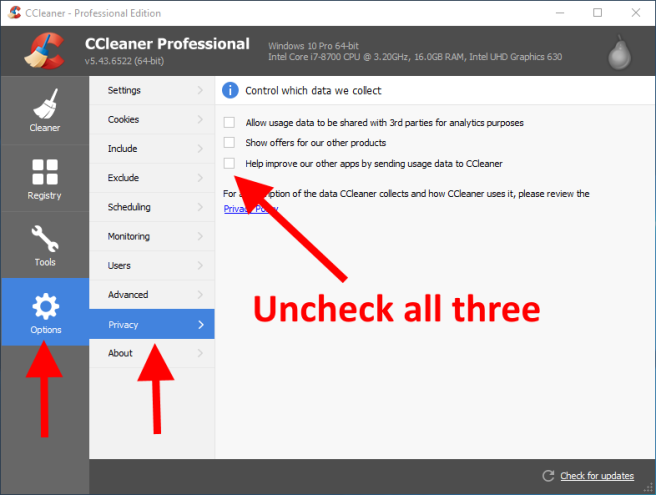 CCleaner - Professional Edition
CCleaner Professional
v5.43.6522 (64-bit)
Windows 10 Pro 64-bit
Intel Core i7-8700 CPU @ 3.20GHz, 16.0GB RAM, Intel UHD Graphics 630
Cleaner
Registry
Tools
Options
Settings
Cookies
Include
Exclude
Scheduling
Monitoring
Users
Advanced
Privacy
About
Control which data we collect
Allow usage data to be shared with 3rd parties for analytics purposes
Show offers for our other products
Help improve our other apps by sending usage data to CCleaner
For a description of the data CCleaner collects and how CCleaner uses it, please review the
Privacy Policy
Uncheck all three
Check for updates